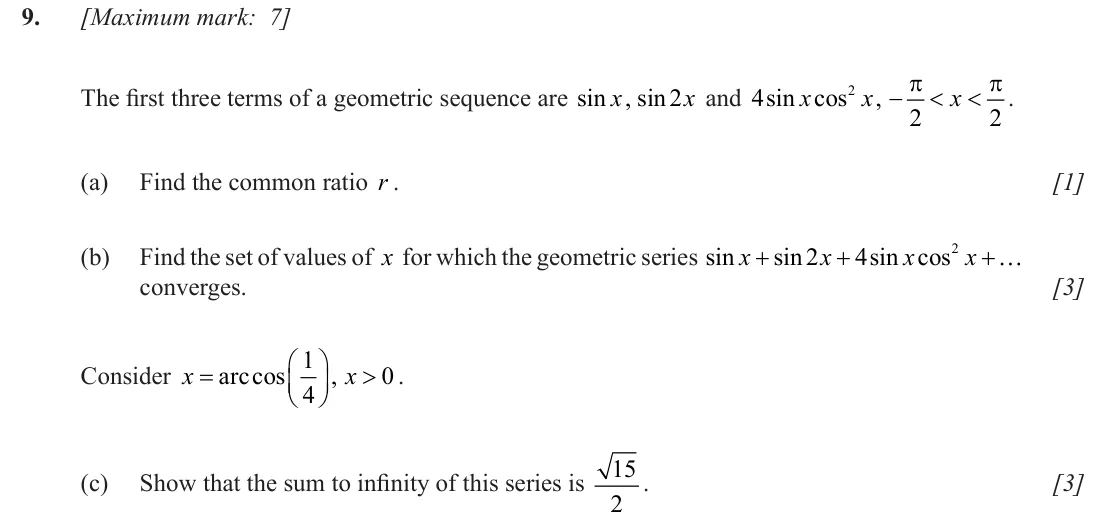 9. [Maximum mark: 7]
The first three terms of a geometric sequence are sin x, sin 2x and 4 sin x cos² x, −π/2 < x < π/2.
(a) Find the common ratio r. [1]
(b) Find the set of values of x for which the geometric series sin x + sin 2x + 4 sin x cos² x + …
converges. [3]
Consider x = arccos(1/4), x > 0.
(c) Show that the sum to infinity of this series is √15/2. [3]